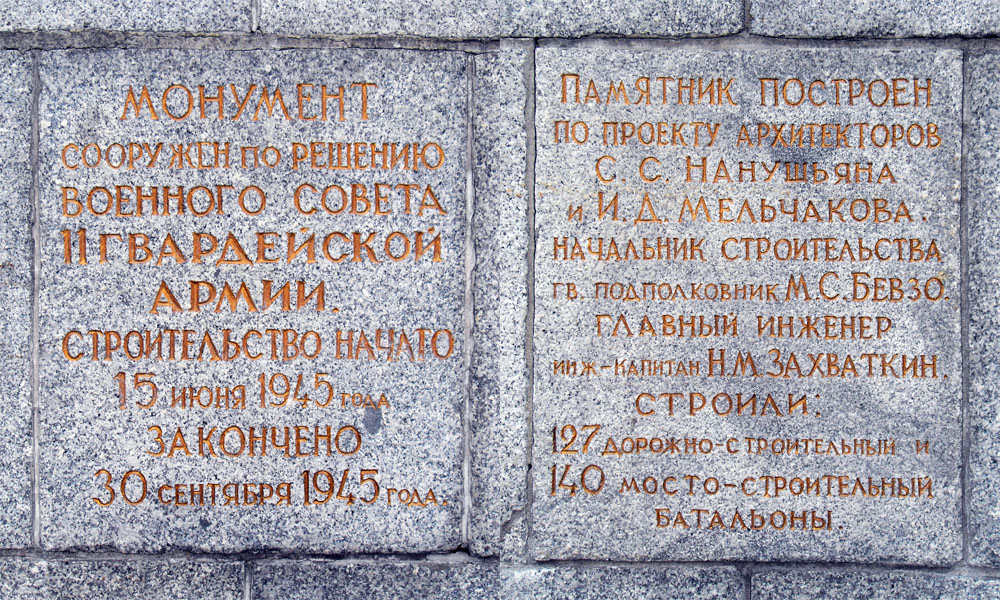 МОНУМЕНТ
СООРУЖЕН ПО РЕШЕНИЮ
ВОЕННОГО СОВЕТА
11 ГВАРДЕЙСКОЙ
АРМИИ.
СТРОИТЕЛЬСТВО НАЧАТО
15 ИЮНЯ 1945 ГОДА
ЗАКОНЧЕНО
30 СЕНТЯБРЯ 1945 ГОДА.
ПАМЯТНИК ПОСТРОЕН
ПО ПРОЕКТУ АРХИТЕКТОРОВ
С. С. НАНУШЬЯНА
И. И. Д. МЕЛЬЧАКОВА.
НАЧАЛЬНИК СТРОИТЕЛЬСТВА
ГВ. ПОДПОЛКОВНИК М.С. БЕВЗО.
ГЛАВНЫЙ ИНЖЕНЕР
ИНЖ-КАПИТАН Н.М. ЗАХВАТКИН.
СТРОИЛИ:
127 ДОРОЖНО-СТРОИТЕЛЬНЫЙ И
140 МОСТО-СТРОИТЕЛЬНЫЙ
БАТАЛЬОНЫ.